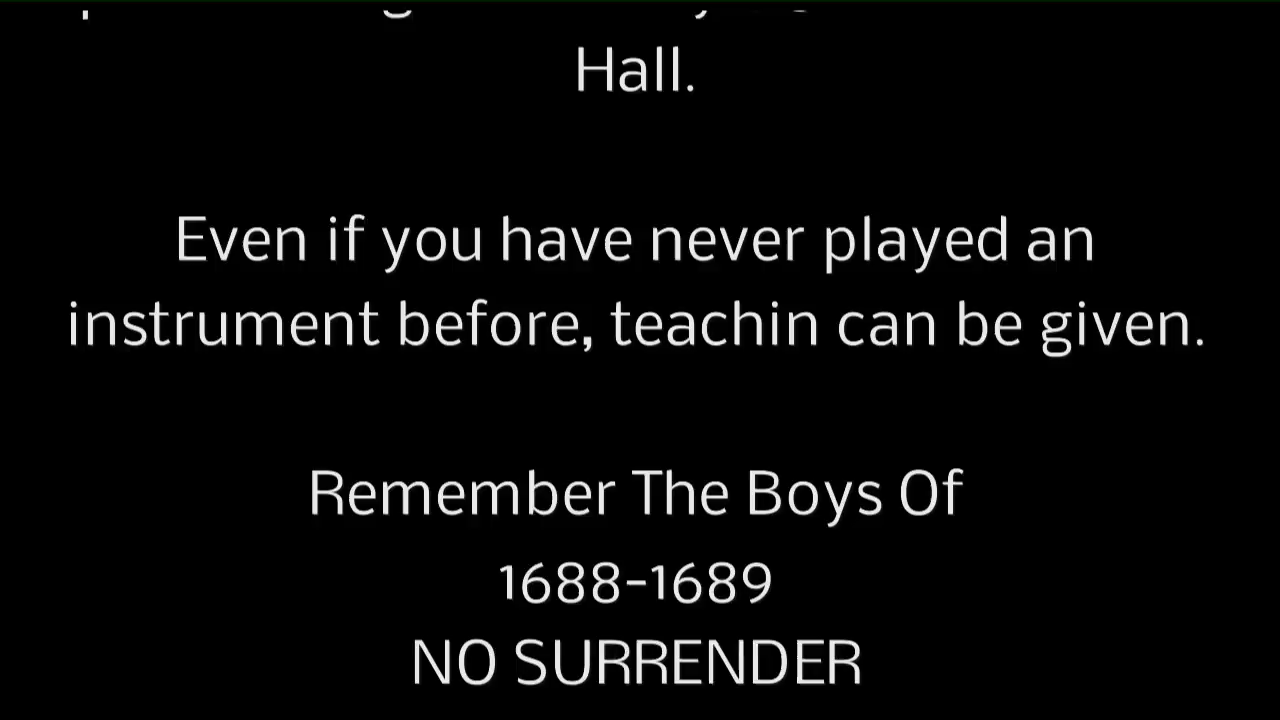 Hall.
Even if you have never played an
instrument before, teachin can be given.
Remember The Boys Of
1688-1689
NO SURRENDER